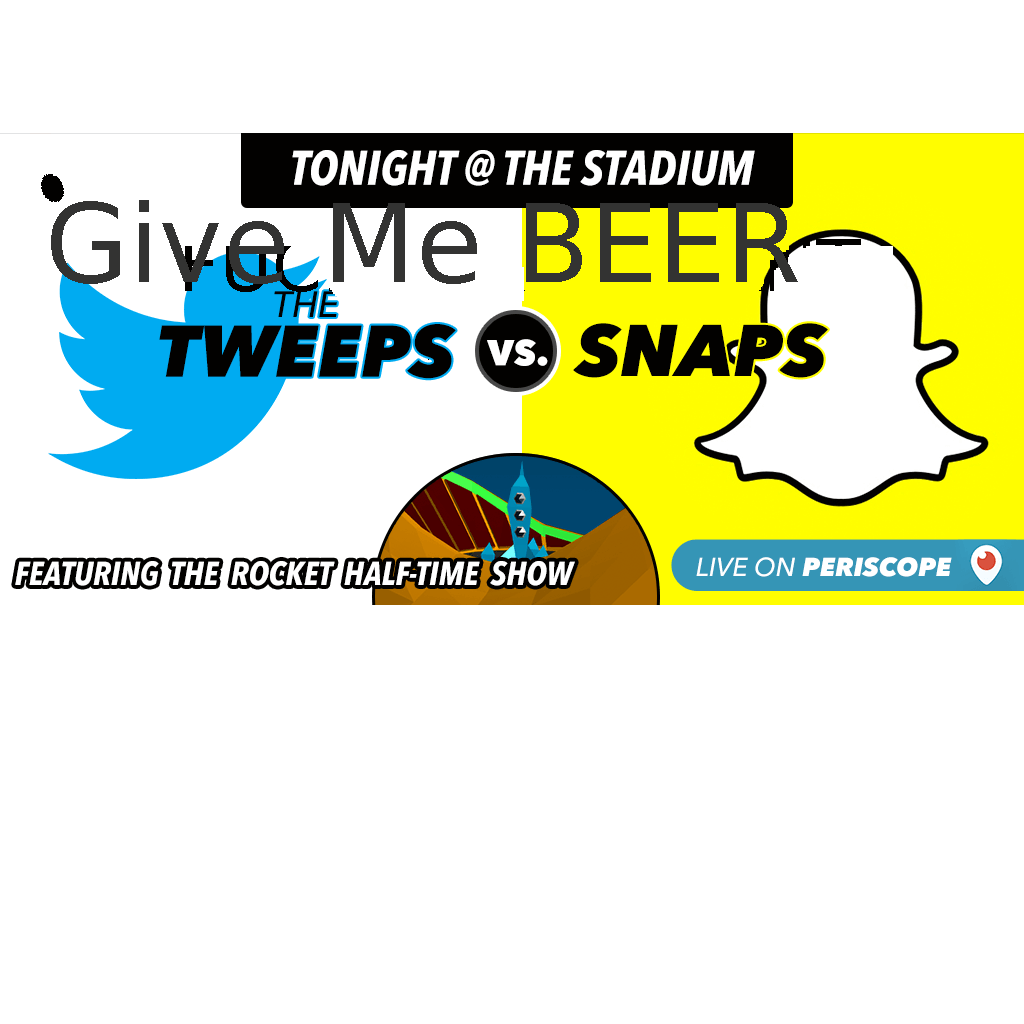 TONIGHT @ THE STADIUM
Give Me BEER
THE
TWEEPS vs. SNAPS
FEATURING THE ROCKET HALF-TIME SHOW
LIVE ON PERISCOPE